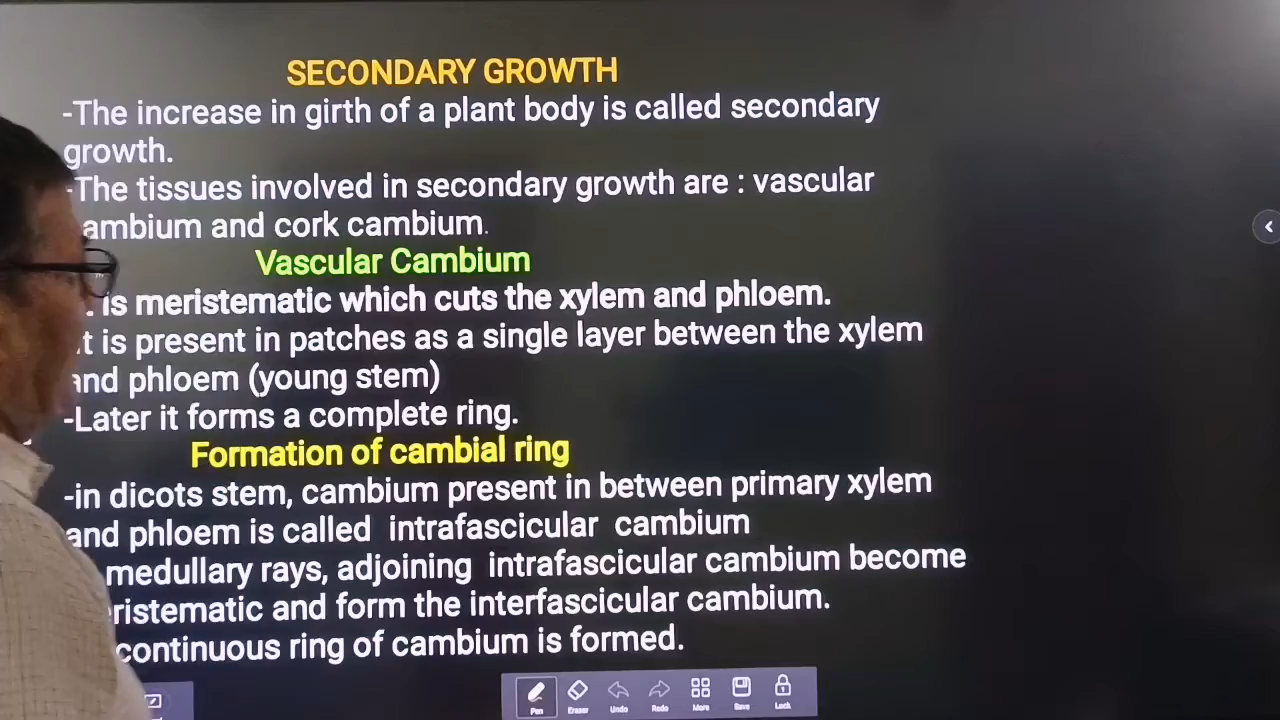 SECONDARY GROWTH
-The increase in girth of a plant body is called secondary
growth.
-The tissues involved in secondary growth are : vascular
ambium and cork cambium.
Vascular Cambium
is meristematic which cuts the xylem and phloem.
t is present in patches as a single layer between the xylem
and phloem (young stem)
-Later it forms a complete ring.
Formation of cambial ring
-in dicots stem, cambium present in between primary xylem
and phloem is called intrafascicular cambium
medullary rays, adjoining intrafascicular cambium become
ristematic and form the interfascicular cambium.
continuous ring of cambium is formed.
Pen Eraser Undo Redo More Save Lock